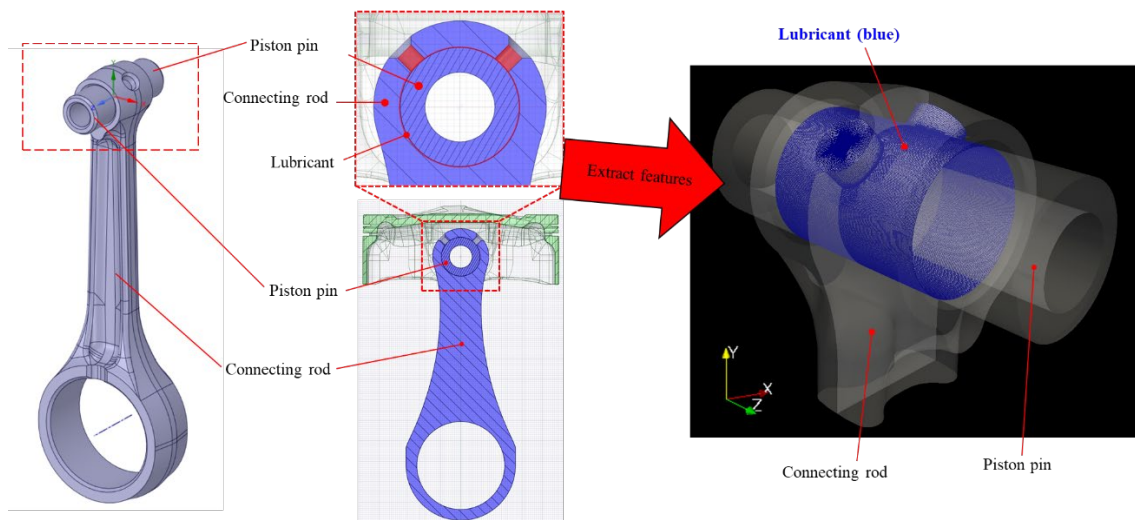 Piston pin
Connecting rod
Lubricant
Piston pin
Connecting rod
Extract features
Lubricant (blue)
Y
X
Z
Connecting rod
Piston pin